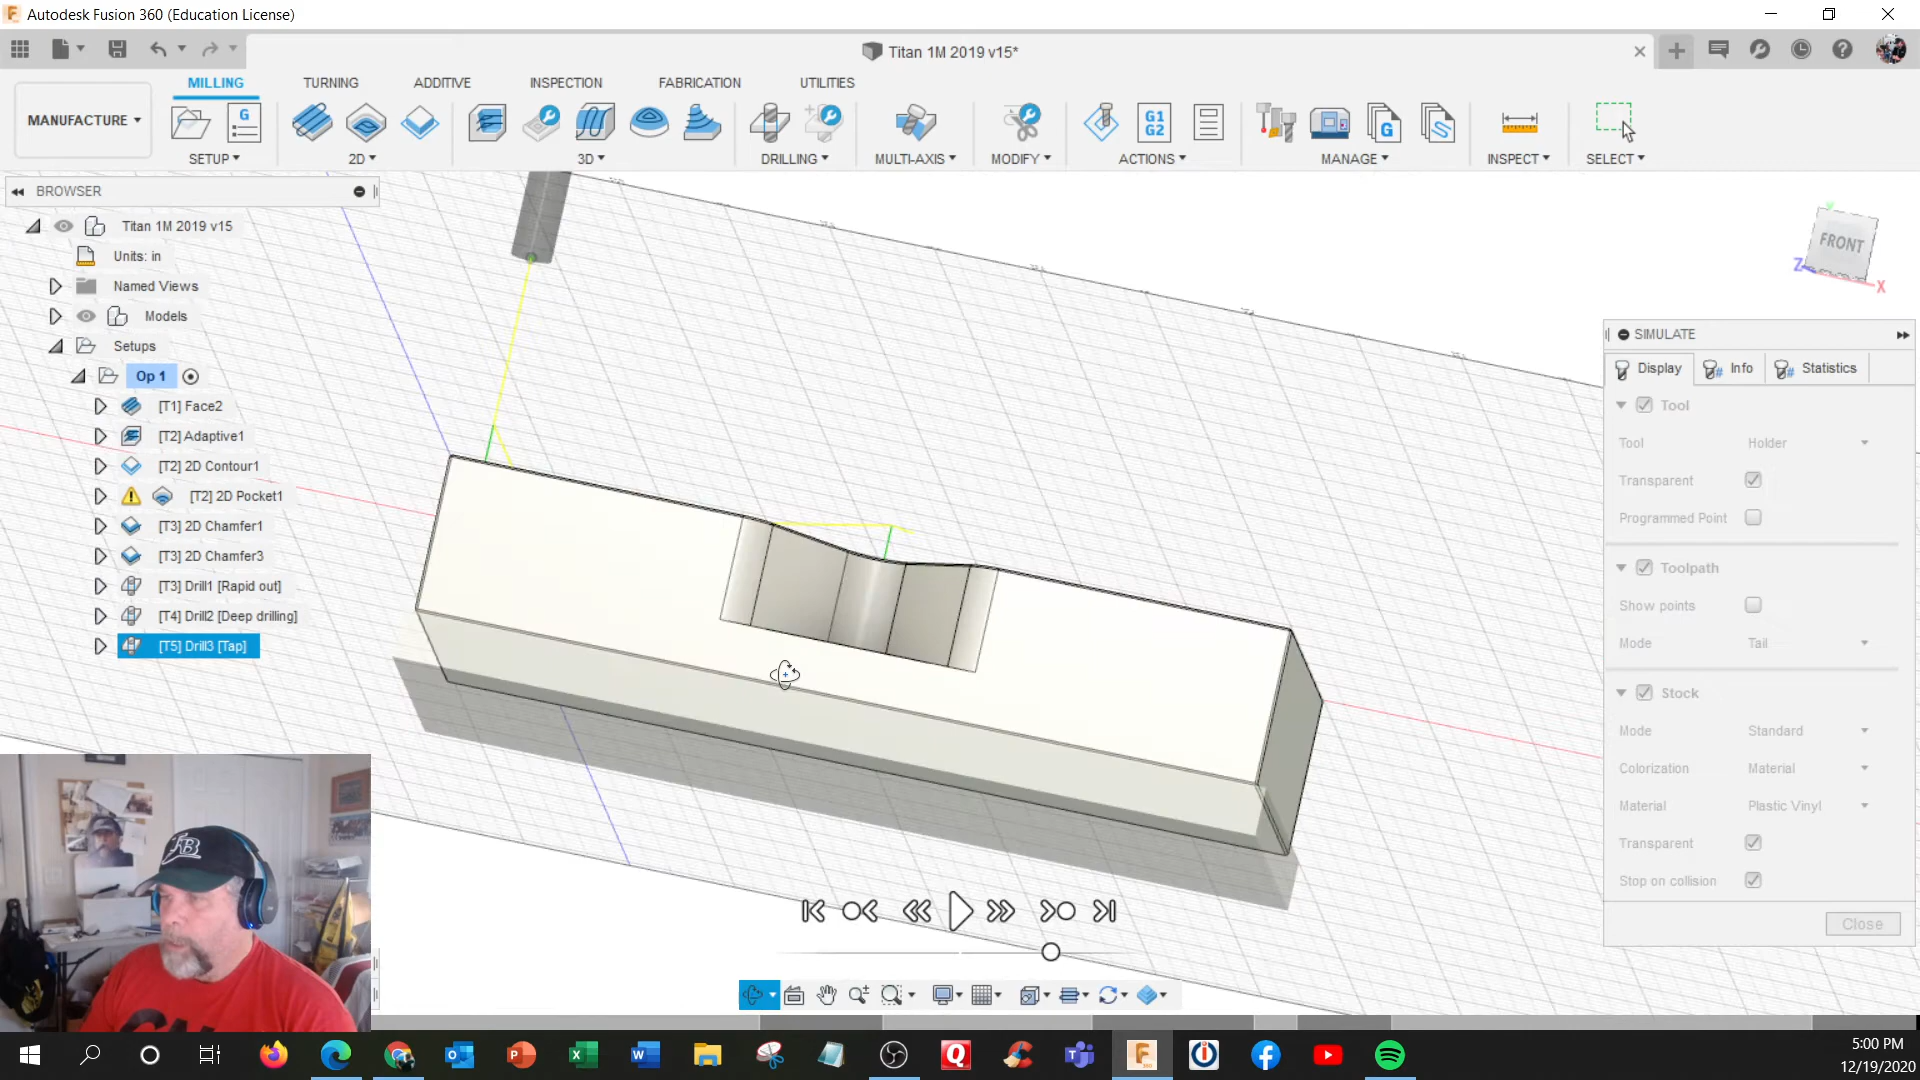 Autodesk Fusion 360 (Education License)
Titan 1M 2019 v15*
MANUFACTURE
MILLING
TURNING
ADDITIVE
INSPECTION
FABRICATION
UTILITIES
SETUP
2D
3D
DRILLING
MULTI-AXIS
MODIFY
G1
G2
ACTIONS
MANAGE
INSPECT
SELECT
BROWSER
Titan 1M 2019 v15
Units: in
Named Views
Models
Setups
Op 1
[T1] Face2
[T2] Adaptive1
[T2] 2D Contour1
[T2] 2D Pocket1
[T3] 2D Chamfer1
[T3] 2D Chamfer3
[T3] Drill1 [Rapid out]
[T4] Drill2 [Deep drilling]
[T5] Drill3 [Tap]
FRONT
Z
X
SIMULATE
Display
Info
Statistics
Tool
Tool Holder
Transparent
Programmed Point
Toolpath
Show points
Mode Tail
Stock
Mode Standard
Colorization Material
Material Plastic Vinyl
Transparent
Stop on collision
Close
5:00 PM
12/19/2020